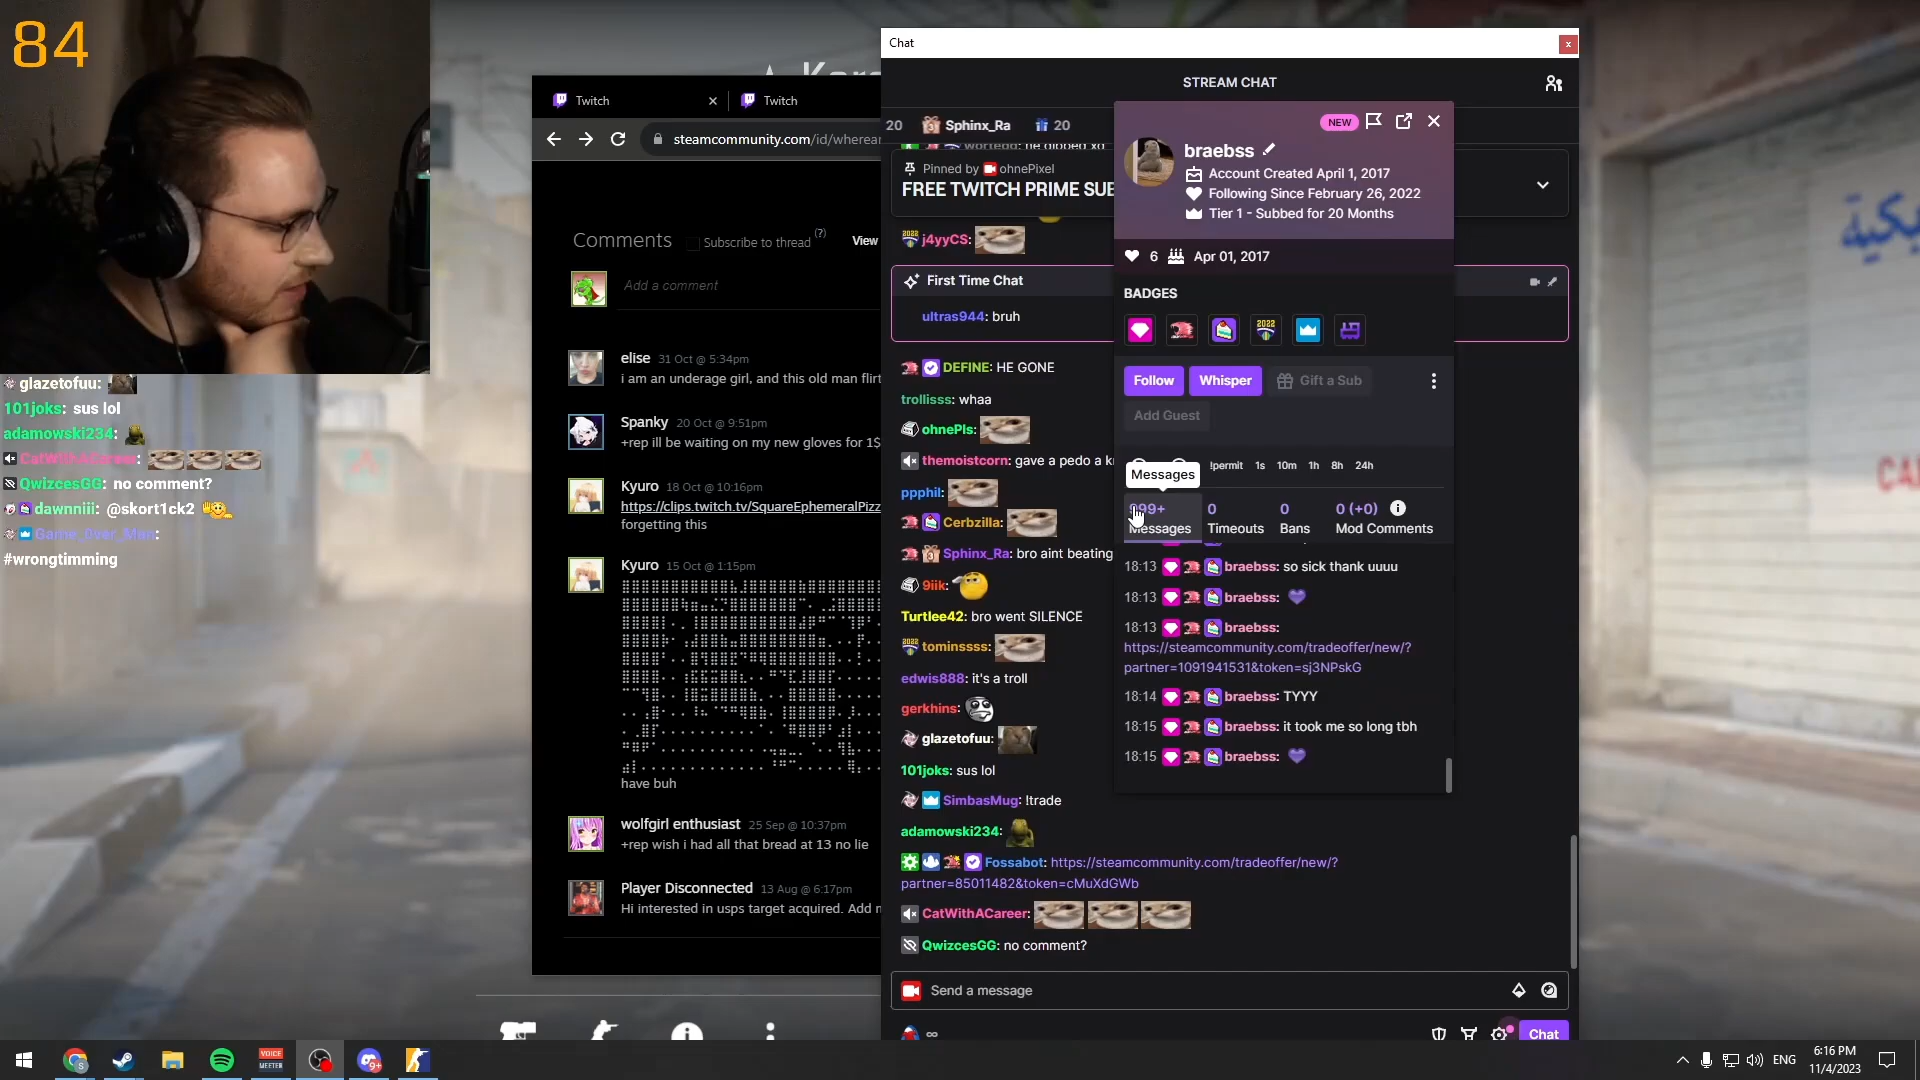 84
glazetofuu:
101joks: sus lol
adamowski234:
CatWithACareer:
QwizcesGG: no comment?
dawnniii: @skort1ck2
Game_0ver_Man:
#wrongtimming
Twitch
Twitch
steamcommunity.com/id/wherear
Comments
Subscribe to thread (?)
View
Add a comment
elise 31 Oct @ 5:34pm
i am an underage girl, and this old man flirt
Spanky 20 Oct @ 9:51pm
+rep ill be waiting on my new gloves for 1$
Kyuro 18 Oct @ 10:16pm
https://clips.twitch.tv/SquareEphemeralPizz
forgetting this
Kyuro 15 Oct @ 1:15pm
have buh
wolfgirl enthusiast 25 Sep @ 10:37pm
+rep wish i had all that bread at 13 no lie
Player Disconnected 13 Aug @ 6:17pm
Hi interested in usps target acquired. Add m
Chat
x
STREAM CHAT
20 Sphinx_Ra 20
Pinned by ohnePixel
FREE TWITCH PRIME SUB
j4yyCS:
First Time Chat
ultras944: bruh
DEFINE: HE GONE
trollisss: whaa
ohnePls:
themoistcorn: gave a pedo a k
ppphil:
Cerbzilla:
Sphinx_Ra: bro aint beating
9iik:
Turtlee42: bro went SILENCE
tominssss:
edwis888: it's a troll
gerkhins:
glazetofuu:
101joks: sus lol
SimbasMug: !trade
adamowski234:
Fossabot: https://steamcommunity.com/tradeoffer/new/?
partner=85011482&token=cMuXdGWb
CatWithACareer:
QwizcesGG: no comment?
Send a message
Chat
NEW
braebss
Account Created April 1, 2017
Following Since February 26, 2022
Tier 1 - Subbed for 20 Months
6 Apr 01, 2017
BADGES
2022
Follow
Whisper
Gift a Sub
Add Guest
!permit 1s 10m 1h 8h 24h
Messages
999+ 0 0 0 (+0)
Messages Timeouts Bans Mod Comments
18:13 braebss: so sick thank uuuu
18:13 braebss:
18:13 braebss:
https://steamcommunity.com/tradeoffer/new/?
partner=1091941531&token=sj3NPskG
18:14 braebss: TYYY
18:15 braebss: it took me so long tbh
18:15 braebss:
VOICE
MEETER
9+
ENG
6:16 PM
11/4/2023